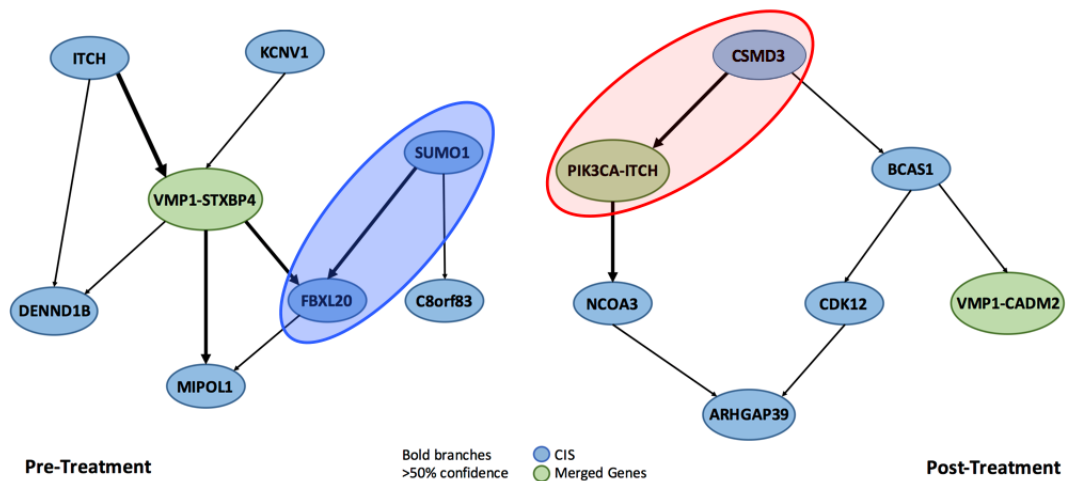 ITCH
KCNV1
VMP1-STXBP4
SUMO1
DENND1B
FBXL20
C8orf83
MIPOL1
Pre-Treatment
CSMD3
PIK3CA-ITCH
BCAS1
NCOA3
CDK12
VMP1-CADM2
ARHGAP39
Post-Treatment
Bold branches
>50% confidence
CIS
Merged Genes